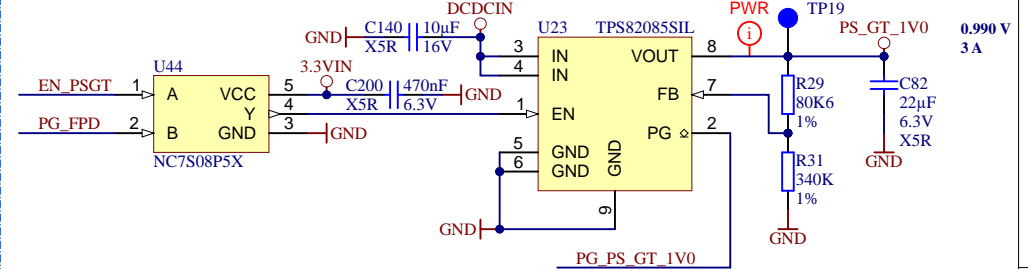 DCDCIN
PWR
TP19
C140
10µF
GND
X5R
16V
i
PS_GT_1V0
0.990 V
3 A
U23
TPS82085SIL
3
IN
4
IN
VOUT
8
U44
3.3VIN
C200
470nF
X5R
6.3V
GND
EN_PSGT
1
A
VCC
5
Y
4
PG_FPD
2
B
GND
3
GND
NC7S08P5X
1
EN
FB
7
PG
2
R29
80K6
1%
C82
22µF
6.3V
X5R
GND
5
GND
6
GND
GND
9
R31
340K
1%
GND
GND
PG_PS_GT_1V0